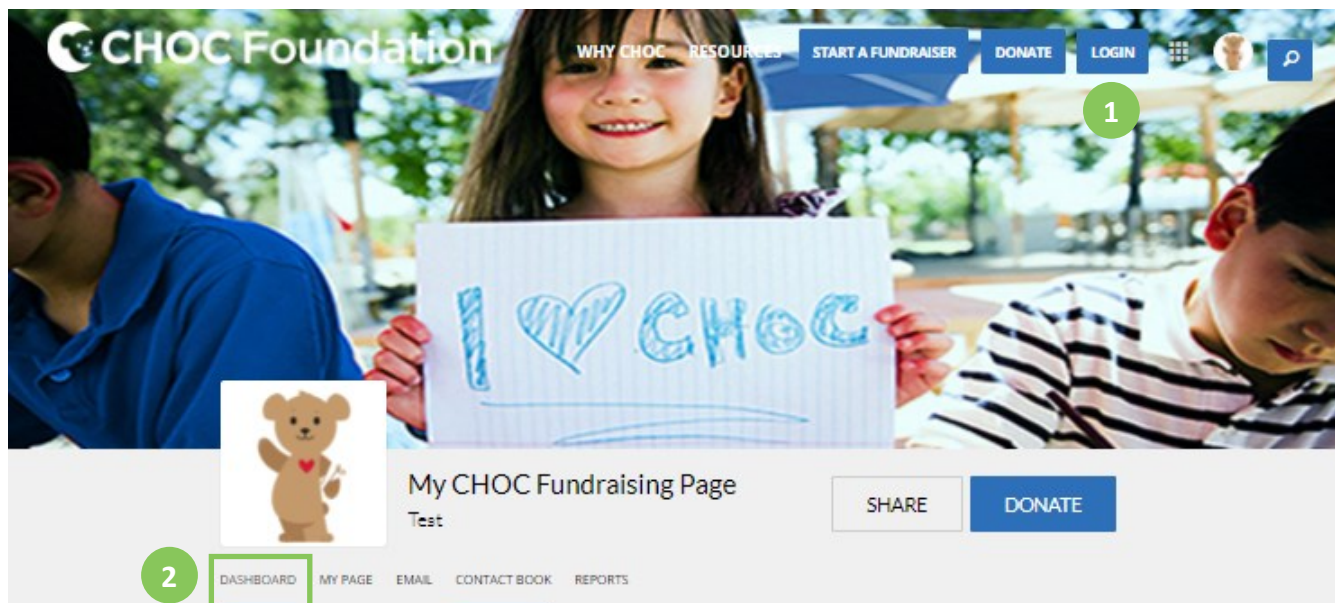 CHOC Foundation
WHY CHOC RESOURCES START A FUNDRAISER DONATE LOGIN
1
I ♡ CHOC
My CHOC Fundraising Page
Test
SHARE DONATE
2 DASHBOARD MY PAGE EMAIL CONTACT BOOK REPORTS